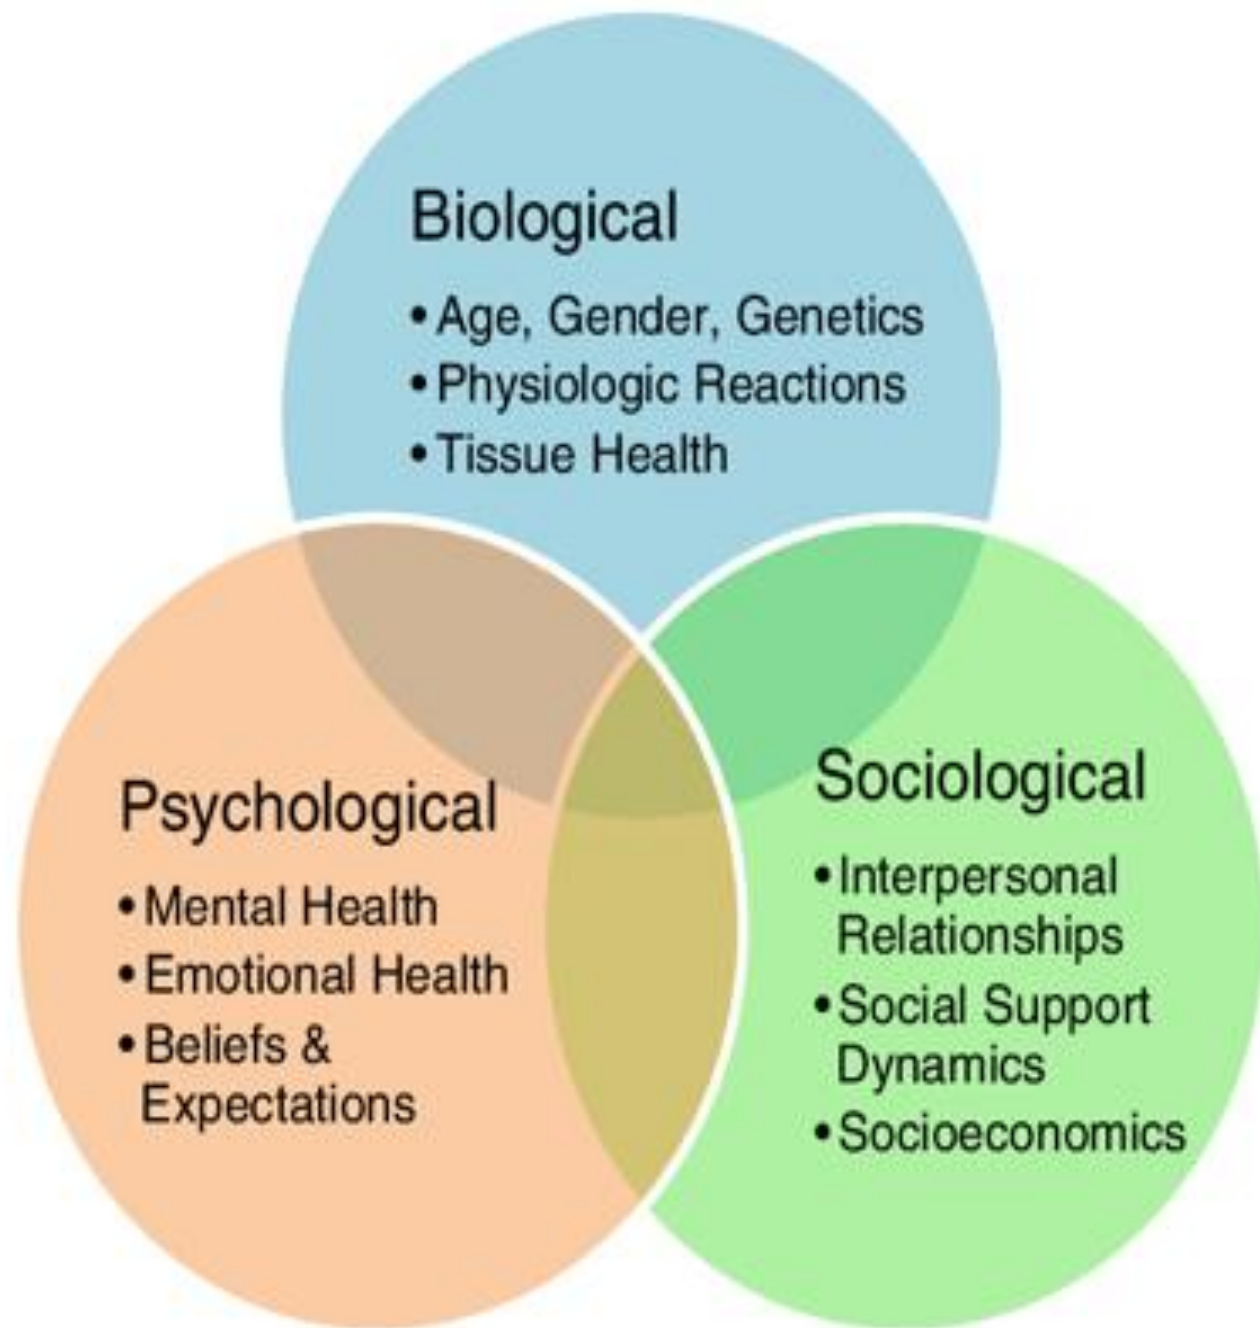 Biological
•Age, Gender, Genetics
•Physiologic Reactions
•Tissue Health
Psychological
•Mental Health
•Emotional Health
•Beliefs &
Expectations
Sociological
•Interpersonal
Relationships
•Social Support
Dynamics
•Socioeconomics